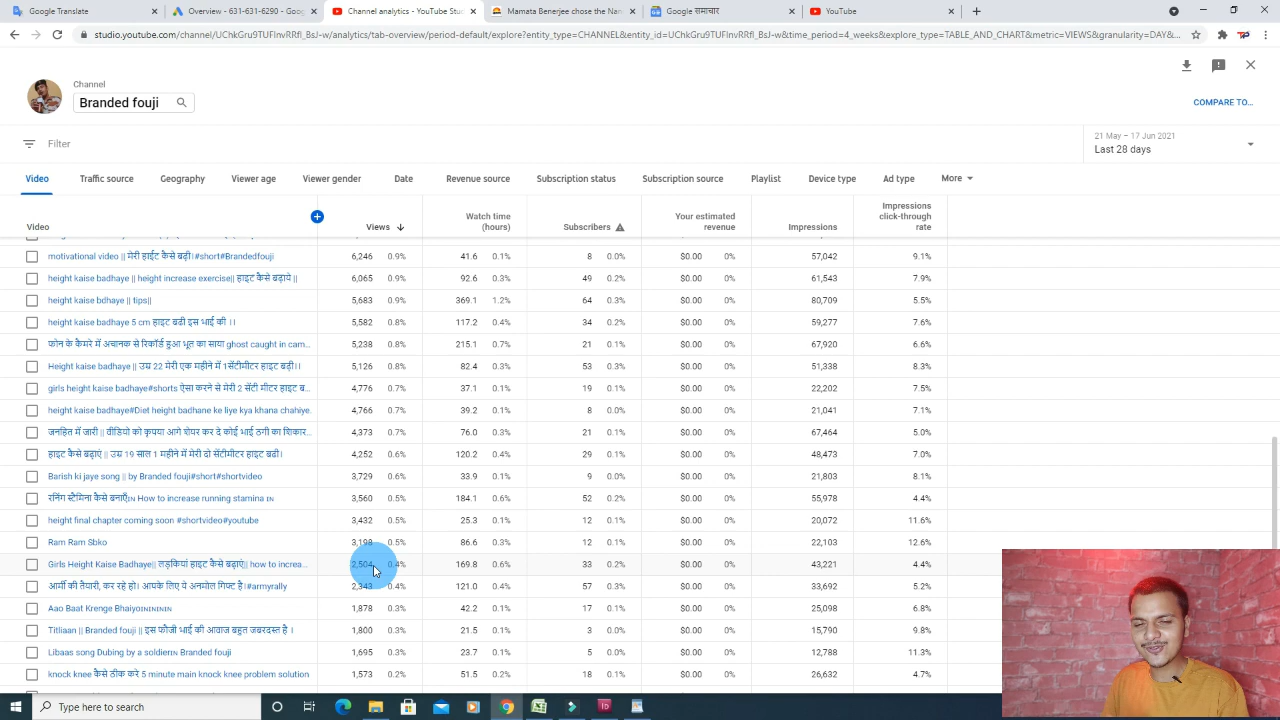 Adv
Overview - 631-631-6290 - Goog
Channel analytics - YouTube Stu
Mamata Banerjee chose the Nan
Google समाचार
YouTube
studio.youtube.com/channel/UChkGru9TUFInvRRfl_BsJ-w/analytics/tab-overview/period-default/explore?entity_type=CHANNEL&entity_id=UChkGru9TUFInvRRfl_BsJ-w&time_period=4_weeks&explore_type=TABLE_AND_CHART&metric=VIEWS&granularity=DAY&...
Channel
Branded fouji
COMPARE TO...
Filter
21 May – 17 Jun 2021
Last 28 days
Video Traffic source Geography Viewer age Viewer gender Date Revenue source Subscription status Subscription source Playlist Device type Ad type More
Video Views Watch time (hours) Subscribers Your estimated revenue Impressions Impressions click-through rate
motivational video || मेरी हाईट कैसे बढ़ी।#short#Brandedfouji 6,246 0.9% 41.6 0.1% 8 0.0% $0.00 0% 57,042 9.1%
height kaise badhaye || height increase exercise|| हाइट कैसे बढ़ाये || 6,065 0.9% 92.6 0.3% 49 0.2% $0.00 0% 61,543 7.9%
height kaise bdhaye || tips|| 5,683 0.9% 369.1 1.2% 64 0.3% $0.00 0% 80,709 5.5%
height kaise badhaye 5 cm हाइट बढी इस भाई की ।। 5,582 0.8% 117.2 0.4% 34 0.2% $0.00 0% 59,277 7.6%
फोन के कैमरे में अचानक से रिकॉर्ड हुआ भूत का साया ghost caught in cam... 5,238 0.8% 215.1 0.7% 21 0.1% $0.00 0% 67,920 6.6%
Height kaise badhaye || उम्र 22 मेरी एक महीने में 1सेंटीमीटर हाइट बढ़ी।। 5,126 0.8% 82.4 0.3% 53 0.3% $0.00 0% 51,338 8.3%
girls height kaise badhaye#shorts ऐसा करने से मेरी 2 सेंटी मीटर हाइट ब... 4,776 0.7% 37.1 0.1% 19 0.1% $0.00 0% 22,202 7.5%
height kaise badhaye#Diet height badhane ke liye kya khana chahiye. 4,766 0.7% 39.2 0.1% 8 0.0% $0.00 0% 21,041 7.1%
जनहित में जारी || वीडियो को कृपया आगे शेयर कर दे कोई भाई ठगी का शिकार... 4,373 0.7% 76.0 0.3% 21 0.1% $0.00 0% 67,464 5.0%
हाइट कैसे बढ़ाएं || उम्र 19 साल 1 महीने में मेरी दो सेंटीमीटर हाइट बढी। 4,252 0.6% 120.2 0.4% 29 0.1% $0.00 0% 48,473 7.0%
Barish ki jaye song || by Branded fouji#short#shortvideo 3,729 0.6% 33.9 0.1% 9 0.0% $0.00 0% 21,803 8.1%
रनिंग स्टैमिना कैसे बनाएँIN How to increase running stamina IN 3,560 0.5% 184.1 0.6% 52 0.2% $0.00 0% 55,978 4.4%
height final chapter coming soon #shortvideo#youtube 3,432 0.5% 25.3 0.1% 12 0.1% $0.00 0% 20,072 11.6%
Ram Ram Sbko 3,198 0.5% 86.6 0.3% 12 0.1% $0.00 0% 22,103 12.6%
Girls Height Kaise Badhaye|| लड़कियां हाइट कैसे बढ़ाएं|| how to increa... 2,504 0.4% 169.8 0.6% 33 0.2% $0.00 0% 43,221 4.4%
आर्मी की तैयारी, कर रहे हो। आपके लिए ये अनमोल गिफ्ट है।#armyrally 2,343 0.4% 121.0 0.4% 57 0.3% $0.00 0% 33,692 5.2%
Aao Baat Krenge BhaiyoININININ 1,878 0.3% 42.2 0.1% 17 0.1% $0.00 0% 25,098 6.8%
Titliaan || Branded fouji || इस फौजी भाई की आवाज बहुत जबरदस्त है । 1,800 0.3% 21.5 0.1% 3 0.0% $0.00 0% 15,790 9.8%
Libaas song Dubing by a soldierIN Branded fouji 1,695 0.3% 23.7 0.1% 5 0.0% $0.00 0% 12,788 11.3%
knock knee कैसे ठीक करे 5 minute main knock knee problem solution 1,573 0.2% 51.5 0.2% 18 0.1% $0.00 0% 26,632 4.7%
Type here to search